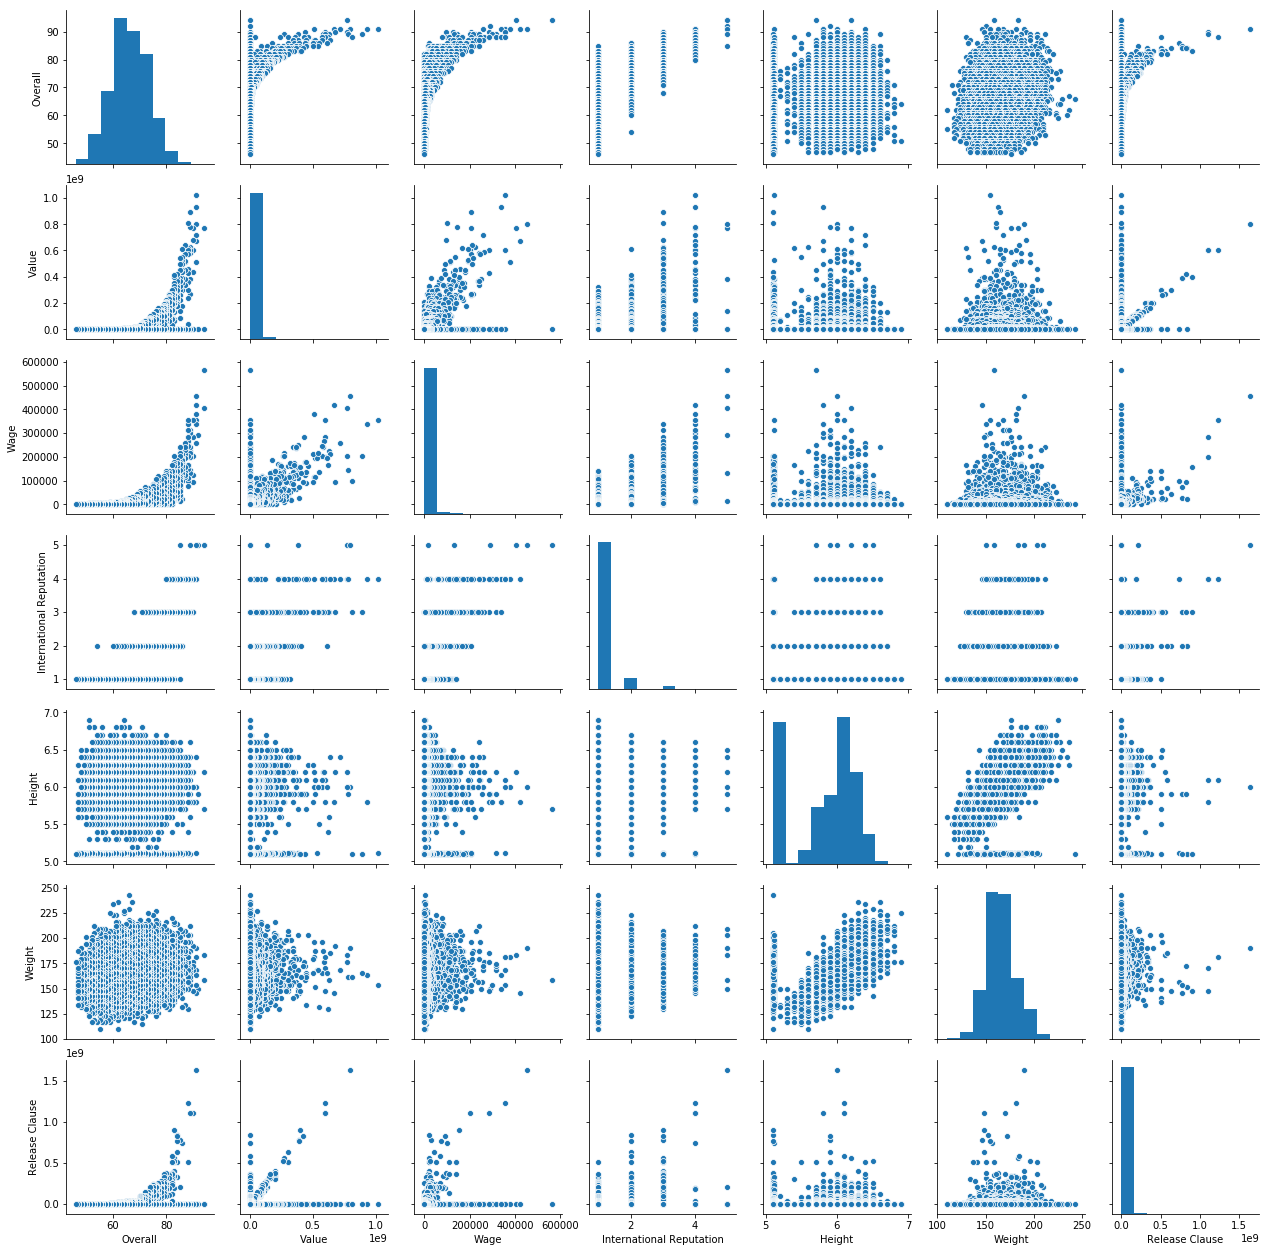 90
80
70
60
50
Overall
1e9
1.0
0.8
0.6
0.4
0.2
0.0
Value
600000
500000
400000
300000
200000
100000
0
Wage
5
4
3
2
1
International Reputation
7.0
6.5
6.0
5.5
5.0
Height
250
225
200
175
150
125
100
Weight
1e9
1.5
1.0
0.5
0.0
Release Clause
60 80
Overall
0.0 0.5 1.0
Value 1e9
0 200000 400000 600000
Wage
2 4
International Reputation
5 6 7
Height
100 150 200 250
Weight
0.0 0.5 1.0 1.5
Release Clause 1e9